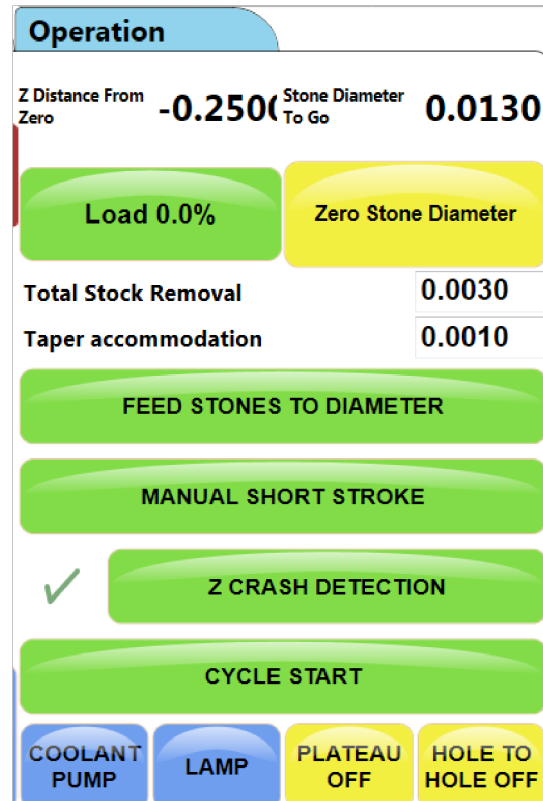 Operation
Z Distance From Zero -0.250( Stone Diameter To Go 0.0130
Load 0.0% Zero Stone Diameter
Total Stock Removal 0.0030
Taper accommodation 0.0010
FEED STONES TO DIAMETER
MANUAL SHORT STROKE
Z CRASH DETECTION
CYCLE START
COOLANT PUMP LAMP PLATEAU OFF HOLE TO HOLE OFF